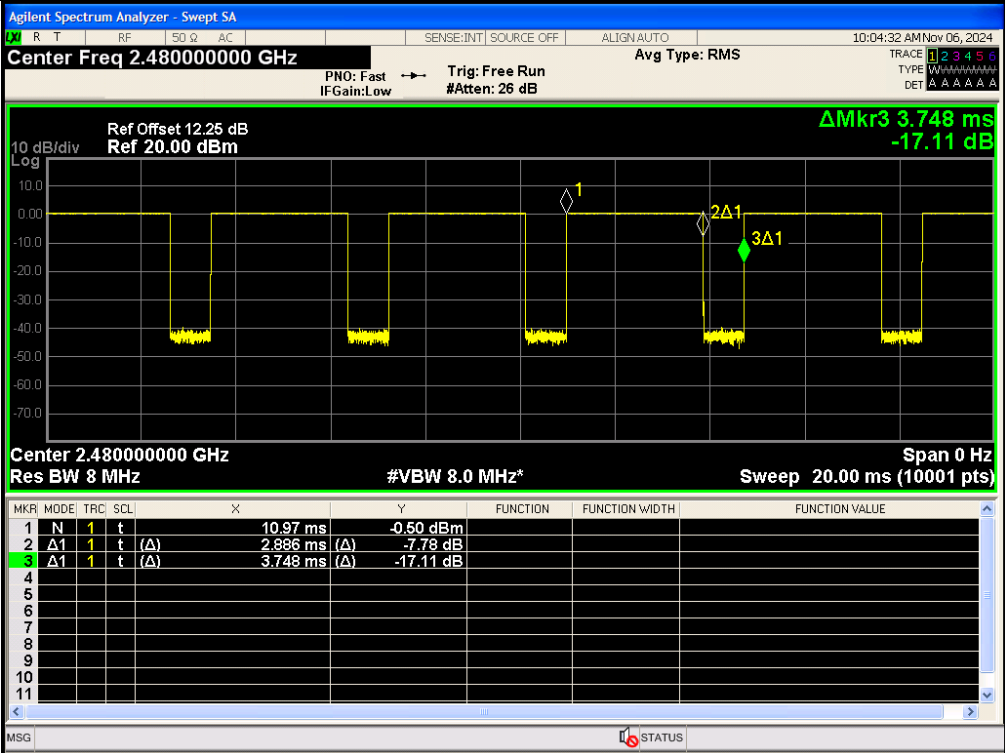 Agilent Spectrum Analyzer - Swept SA
LXI R T RF 50 Ω AC SENSE:INT SOURCE OFF ALIGN AUTO 10:04:32 AM Nov 06, 2024
Center Freq 2.480000000 GHz
Avg Type: RMS
TRACE 1 2 3 4 5 6
PNO: Fast Trig: Free Run
TYPE W
IFGain:Low #Atten: 26 dB
DET A A A A A A
ΔMkr3 3.748 ms
-17.11 dB
Ref Offset 12.25 dB
10 dB/div Ref 20.00 dBm
Log
10.0
1
0.00
2Δ1
-10.0
3Δ1
-20.0
-30.0
-40.0
-50.0
-60.0
-70.0
Center 2.480000000 GHz Span 0 Hz
Res BW 8 MHz #VBW 8.0 MHz* Sweep 20.00 ms (10001 pts)
MKR MODE TRC SCL X Y FUNCTION FUNCTION WIDTH FUNCTION VALUE
1 N 1 t 10.97 ms -0.50 dBm
2 Δ1 1 t (Δ) 2.886 ms (Δ) -7.78 dB
3 Δ1 1 t (Δ) 3.748 ms (Δ) -17.11 dB
4
5
6
7
8
9
10
11
MSG STATUS